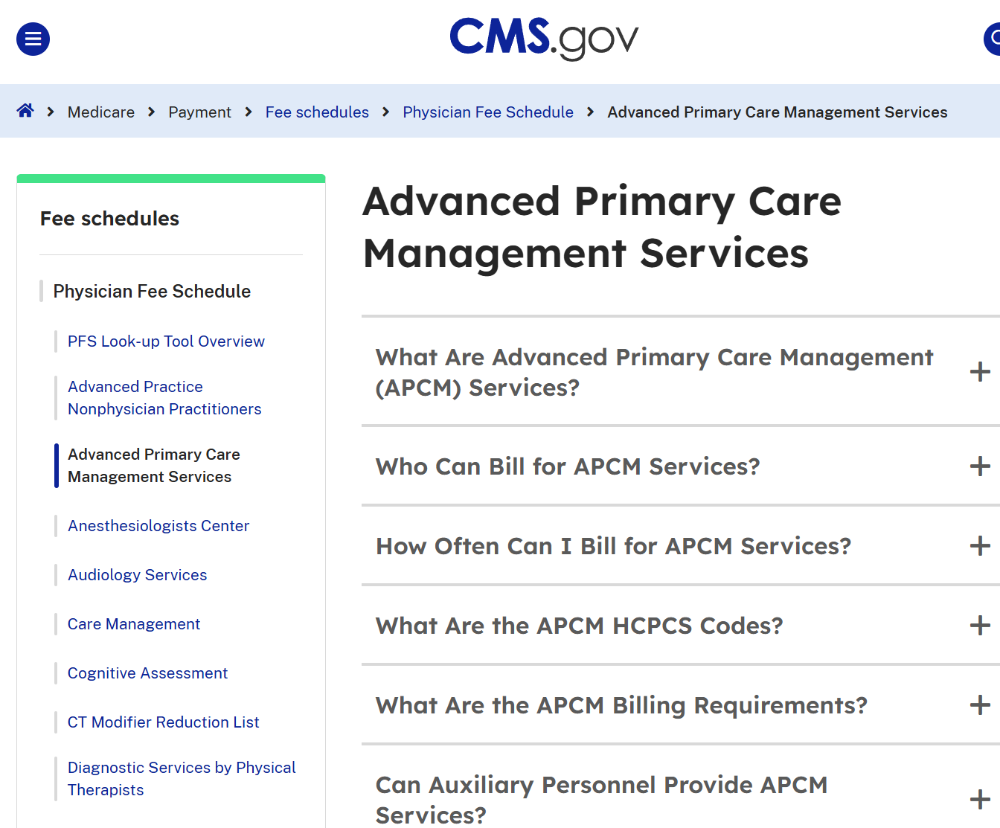 CMS.gov
Medicare
Payment
Fee schedules
Physician Fee Schedule
Advanced Primary Care Management Services
Fee schedules
Physician Fee Schedule
PFS Look-up Tool Overview
Advanced Practice
Nonphysician Practitioners
Advanced Primary Care
Management Services
Anesthesiologists Center
Audiology Services
Care Management
Cognitive Assessment
CT Modifier Reduction List
Diagnostic Services by Physical
Therapists
Advanced Primary Care
Management Services
What Are Advanced Primary Care Management
(APCM) Services?
Who Can Bill for APCM Services?
How Often Can I Bill for APCM Services?
What Are the APCM HCPCS Codes?
What Are the APCM Billing Requirements?
Can Auxiliary Personnel Provide APCM
Services?